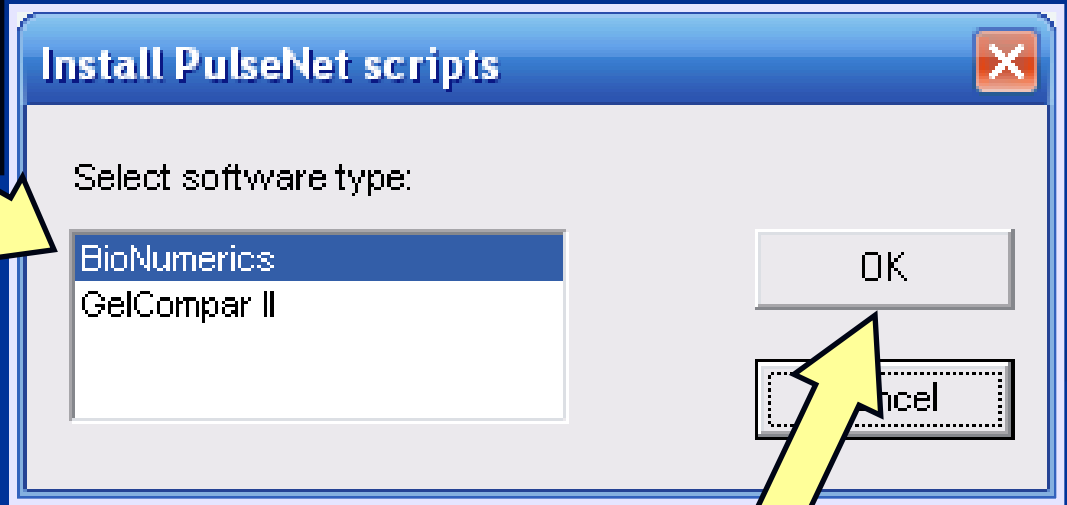 Install PulseNet scripts
Select software type:
BioNumerics
OK
GelCompar II